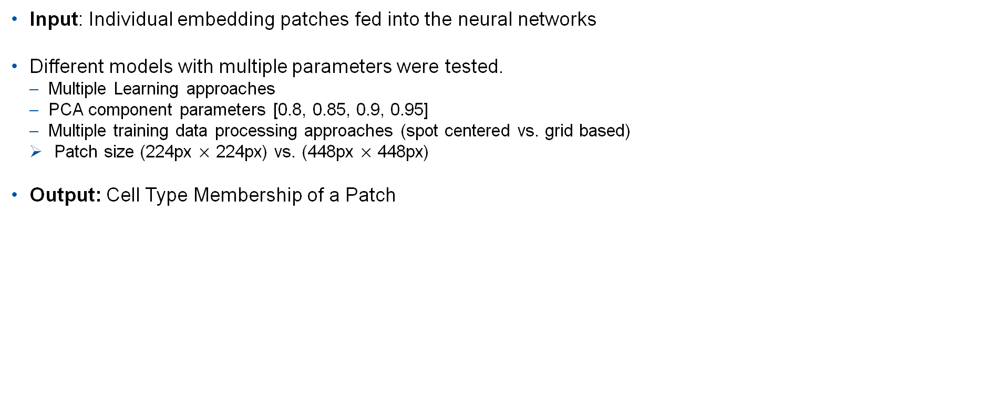 • Input: Individual embedding patches fed into the neural networks
• Different models with multiple parameters were tested.
– Multiple Learning approaches
– PCA component parameters [0.8, 0.85, 0.9, 0.95]
– Multiple training data processing approaches (spot centered vs. grid based)
➢ Patch size (224px × 224px) vs. (448px × 448px)
• Output: Cell Type Membership of a Patch